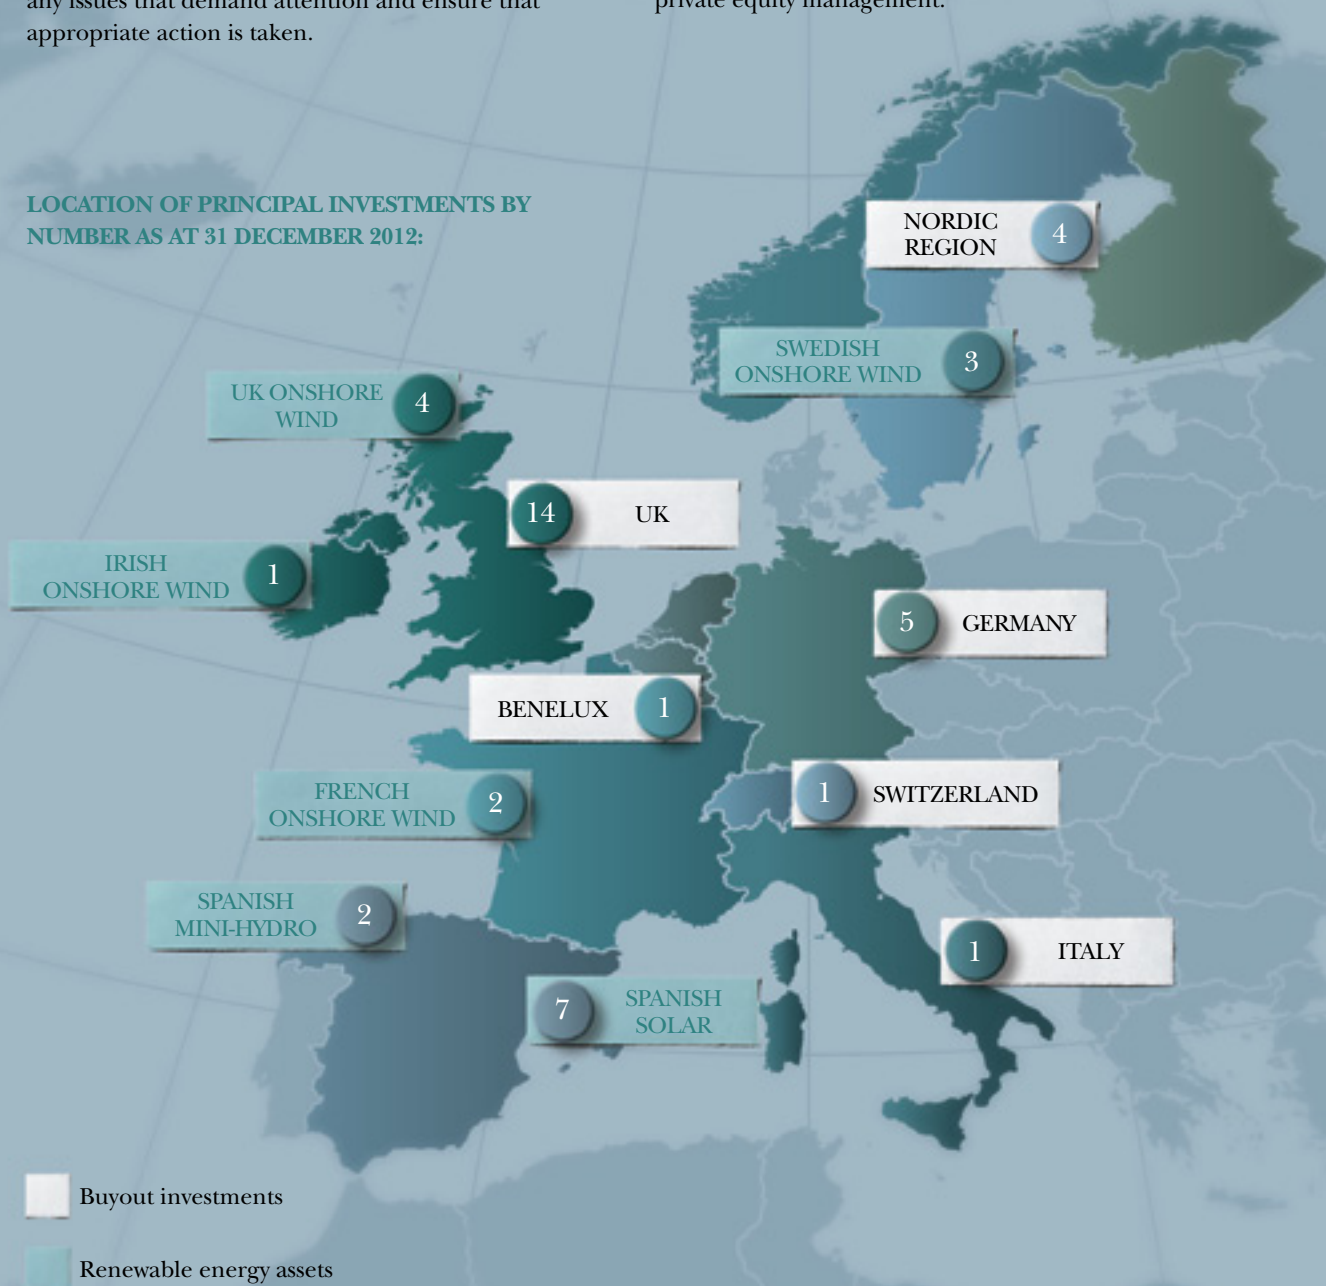 any issues that demand attention and ensure that
appropriate action is taken.
private equity management.
LOCATION OF PRINCIPAL INVESTMENTS BY
NUMBER AS AT 31 DECEMBER 2012:
NORDIC
REGION
4
SWEDISH
ONSHORE WIND
3
UK ONSHORE
WIND
4
14
UK
IRISH
ONSHORE WIND
1
5
GERMANY
BENELUX
1
FRENCH
ONSHORE WIND
2
1
SWITZERLAND
SPANISH
MINI-HYDRO
2
1
ITALY
7
SPANISH
SOLAR
Buyout investments
Renewable energy assets